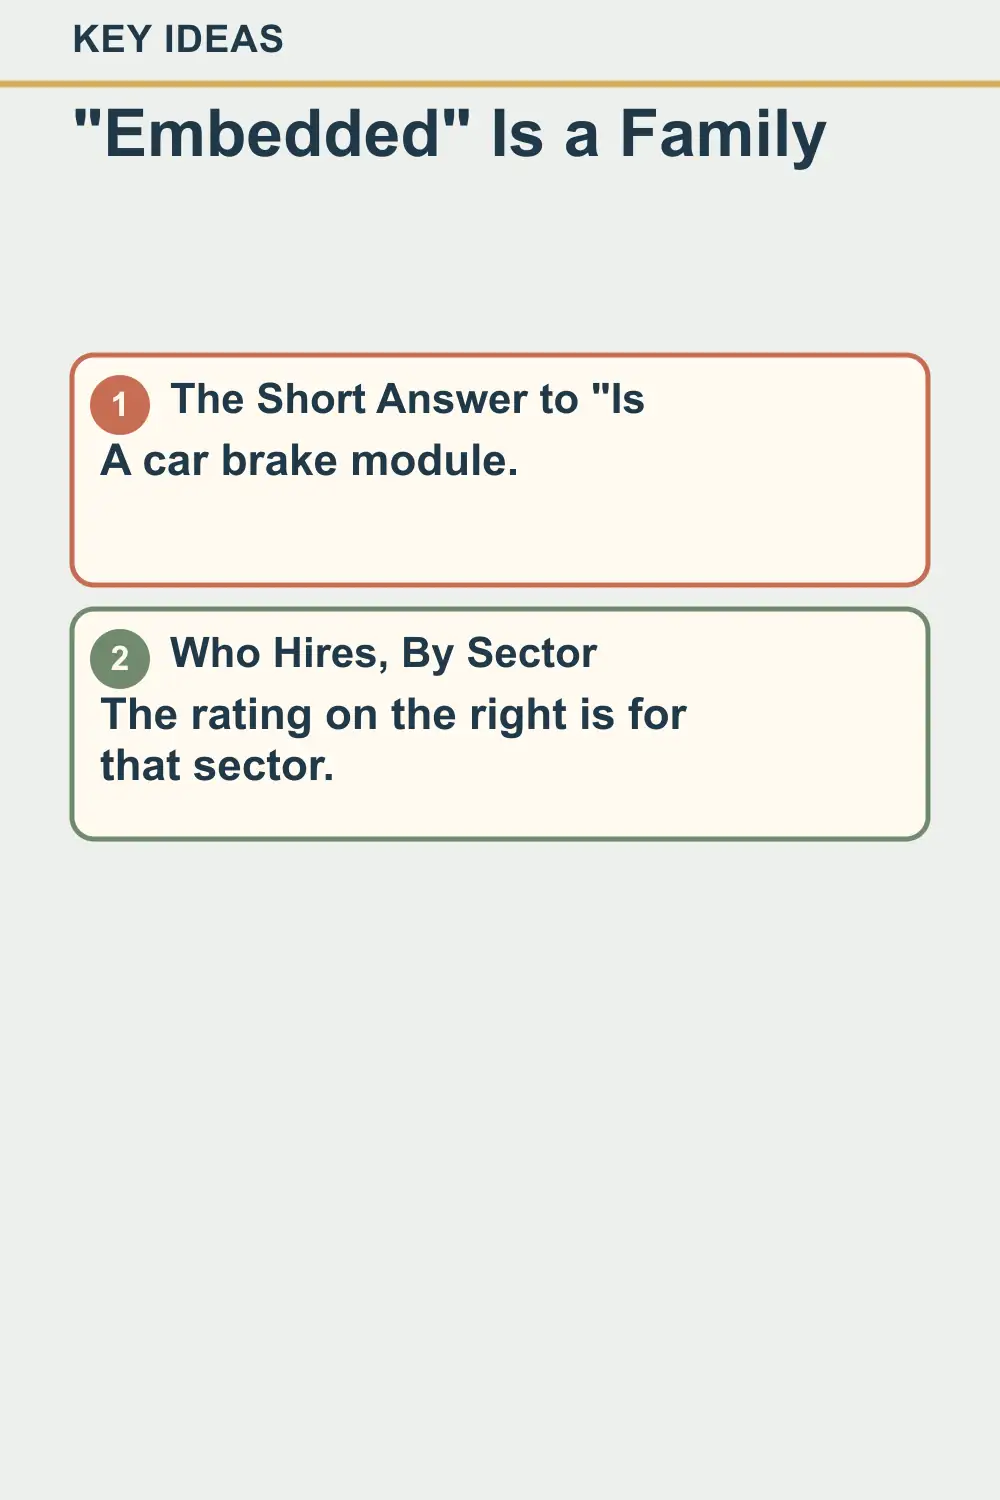 KEY IDEAS
"Embedded" Is a Family
1 The Short Answer to "Is
A car brake module.
2 Who Hires, By Sector
The rating on the right is for
that sector.